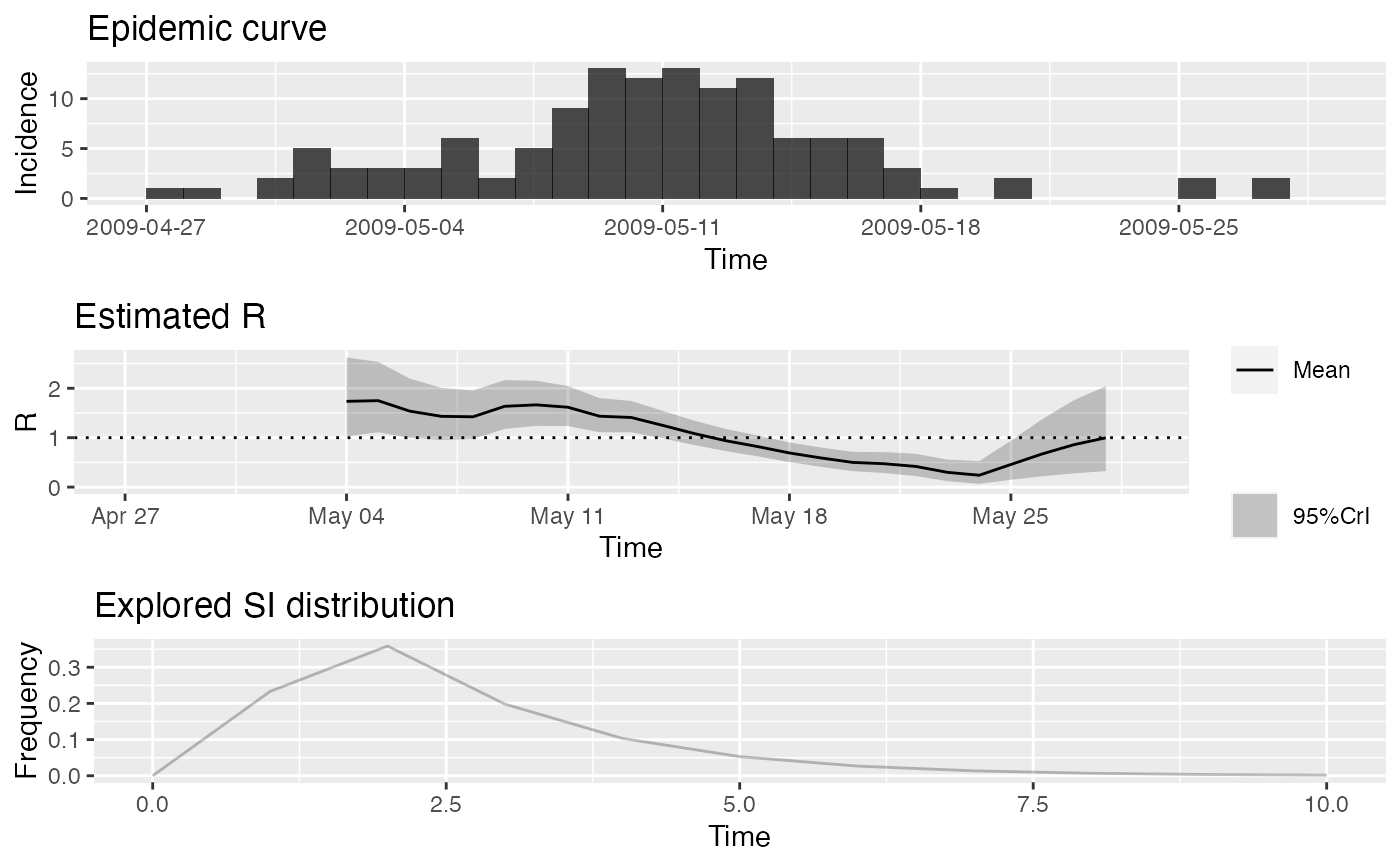 Epidemic curve
Incidence
10
5
0
2009-04-27 2009-05-04 2009-05-11 2009-05-18 2009-05-25
Time
Estimated R
R
2
1
0
Apr 27 May 04 May 11 May 18 May 25
Time
Mean
95%CrI
Explored SI distribution
Frequency
0.3
0.2
0.1
0.0
0.0 2.5 5.0 7.5 10.0
Time